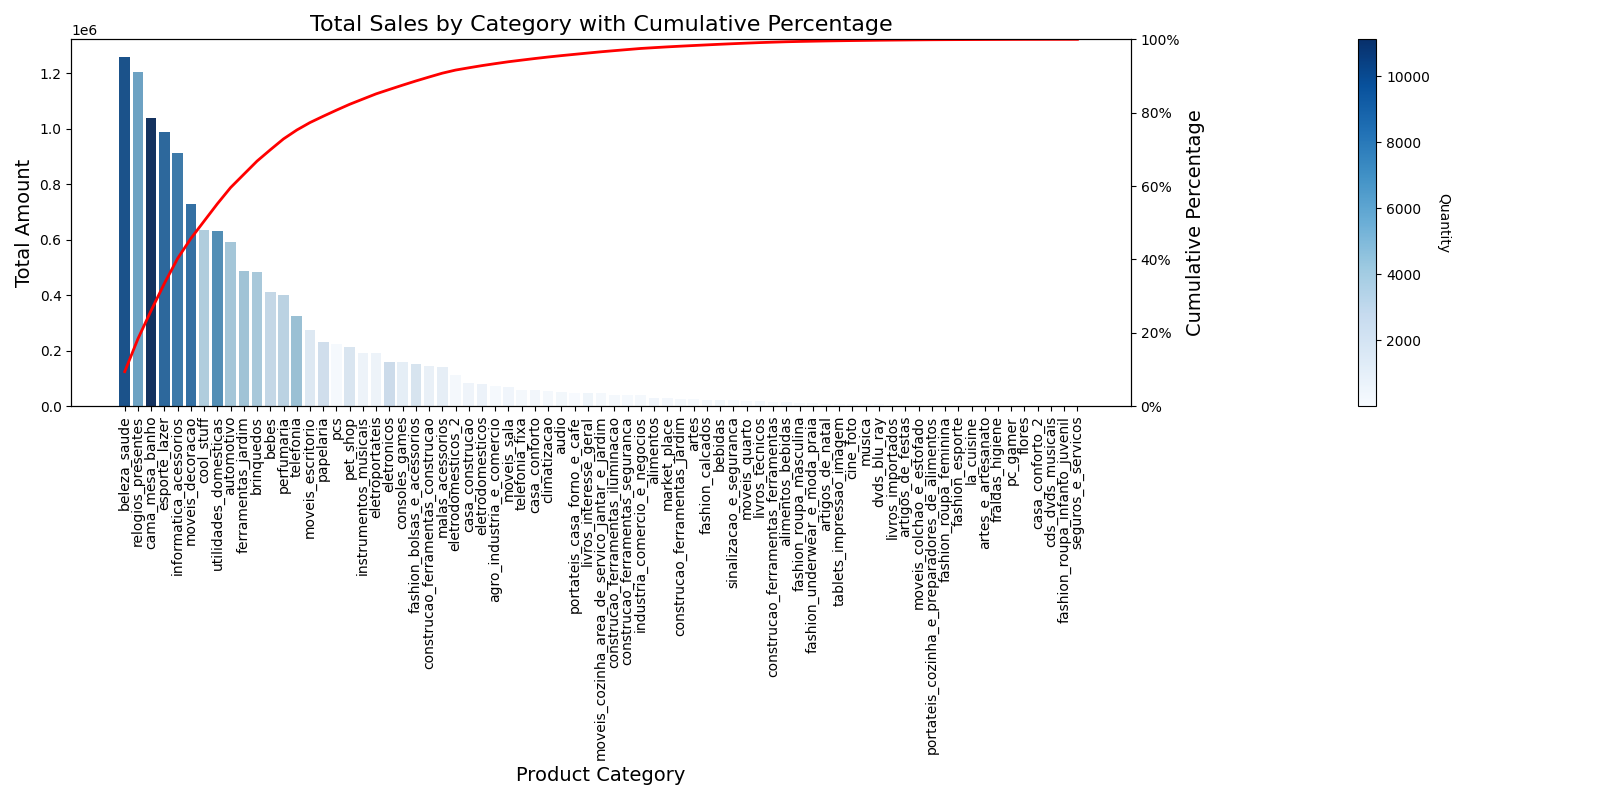 Total Sales by Category with Cumulative Percentage
1e6
Total Amount
1.2
1.0
0.8
0.6
0.4
0.2
0.0
100%
80%
60%
40%
20%
0%
Cumulative Percentage
10000
8000
6000
4000
2000
Quantity
beleza_saude
relogios_presentes
cama_mesa_banho
esporte_lazer
informatica_acessorios
moveis_decoracao
cool_stuff
utilidades_domesticas
automotivo
ferramentas_jardim
brinquedos
bebes
perfumaria
telefonia
moveis_escritorio
papelaria
pcs
pet_shop
instrumentos_musicais
eletroportateis
eletronicos
consoles_games
fashion_bolsas_e_acessorios
construcao_ferramentas_construcao
malas_acessorios
eletrodomesticos_2
casa_construcao
eletrodomesticos
agro_industria_e_comercio
moveis_sala
telefonia_fixa
casa_conforto
climatizacao
audio
portateis_casa_forno_e_cafe
livros_interesse_geral
moveis_cozinha_area_de_servico_jantar_e_jardim
construcao_ferramentas_iluminacao
construcao_ferramentas_seguranca
industria_comercio_e_negocios
alimentos
market_place
construcao_ferramentas_jardim
artes
fashion_calcados
bebidas
sinalizacao_e_seguranca
moveis_quarto
livros_tecnicos
construcao_ferramentas_ferramentas
alimentos_bebidas
fashion_roupa_masculina
fashion_underwear_e_moda_praia
artigos_de_natal
tablets_impressao_imagem
cine_foto
musica
dvds_blu_ray
livros_importados
artigos_de_festas
moveis_colchao_e_estofado
portateis_cozinha_e_preparadores_de_alimentos
fashion_roupa_feminina
fashion_esporte
la_cuisine
artes_e_artesanato
fraldas_higiene
pc_gamer
flores
casa_conforto_2
cds_dvds_musicais
fashion_roupa_infanto_juvenil
seguros_e_servicos
Product Category